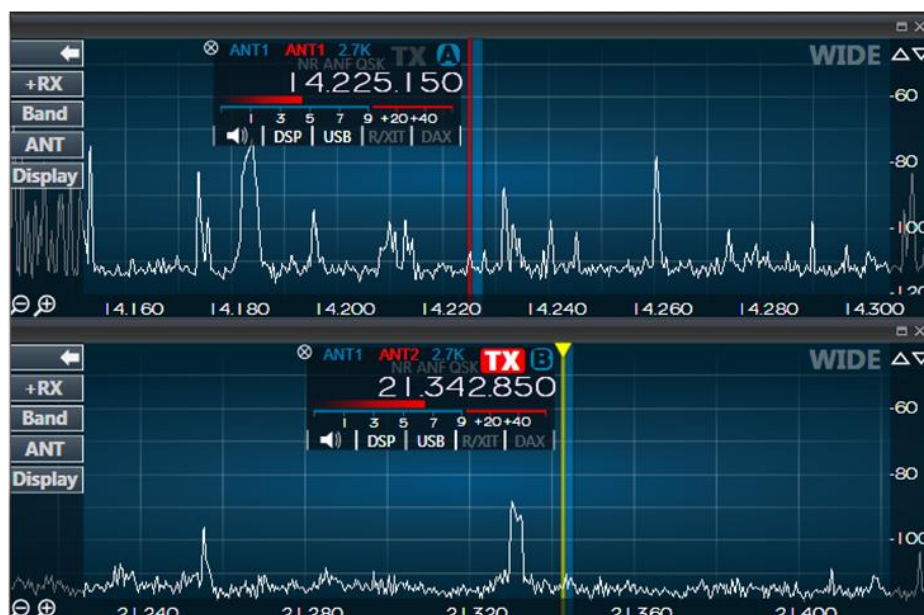 ANT1 ANT1 2.7K TX A WIDE
NR ANF QSK
+RX
14.225.150
-60
Band
1 3 5 7 9 +20 +40
ANT
DSP USB R/XIT DAX
-80
Display
-100
-120
14.160 14.180 14.200 14.220 14.240 14.260 14.280 14.300
ANT1 ANT2 2.7K TX B WIDE
NR ANF QSK
+RX
21.342.850
-60
Band
1 3 5 7 9 +20 +40
ANT
DSP USB R/XIT DAX
-80
Display
-100
21.240 21.280 21.320 21.360 21.400